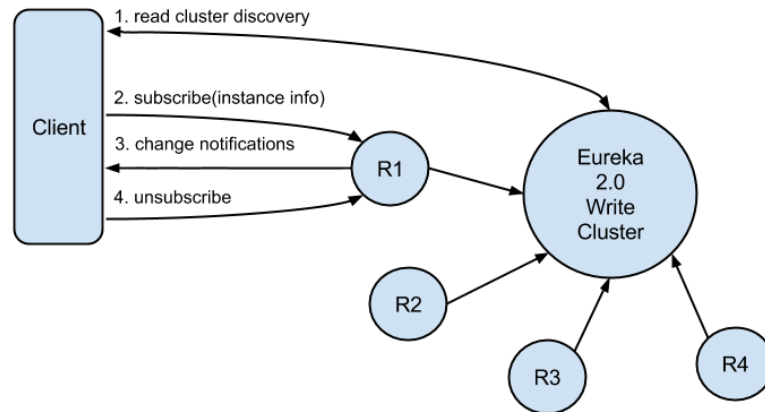 1. read cluster discovery
2. subscribe(instance info)
Client
3. change notifications
4. unsubscribe
R1
Eureka
2.0
Write
Cluster
R2
R3
R4